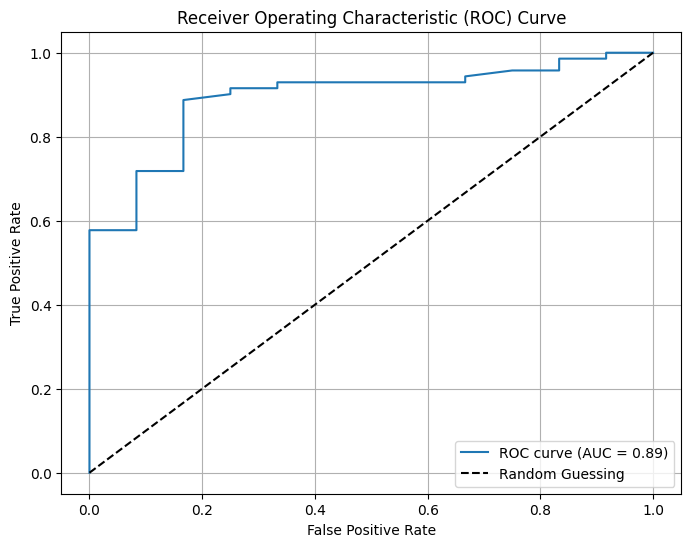 Receiver Operating Characteristic (ROC) Curve
True Positive Rate
1.0
0.8
0.6
0.4
0.2
0.0
ROC curve (AUC = 0.89)
Random Guessing
0.0 0.2 0.4 0.6 0.8 1.0
False Positive Rate